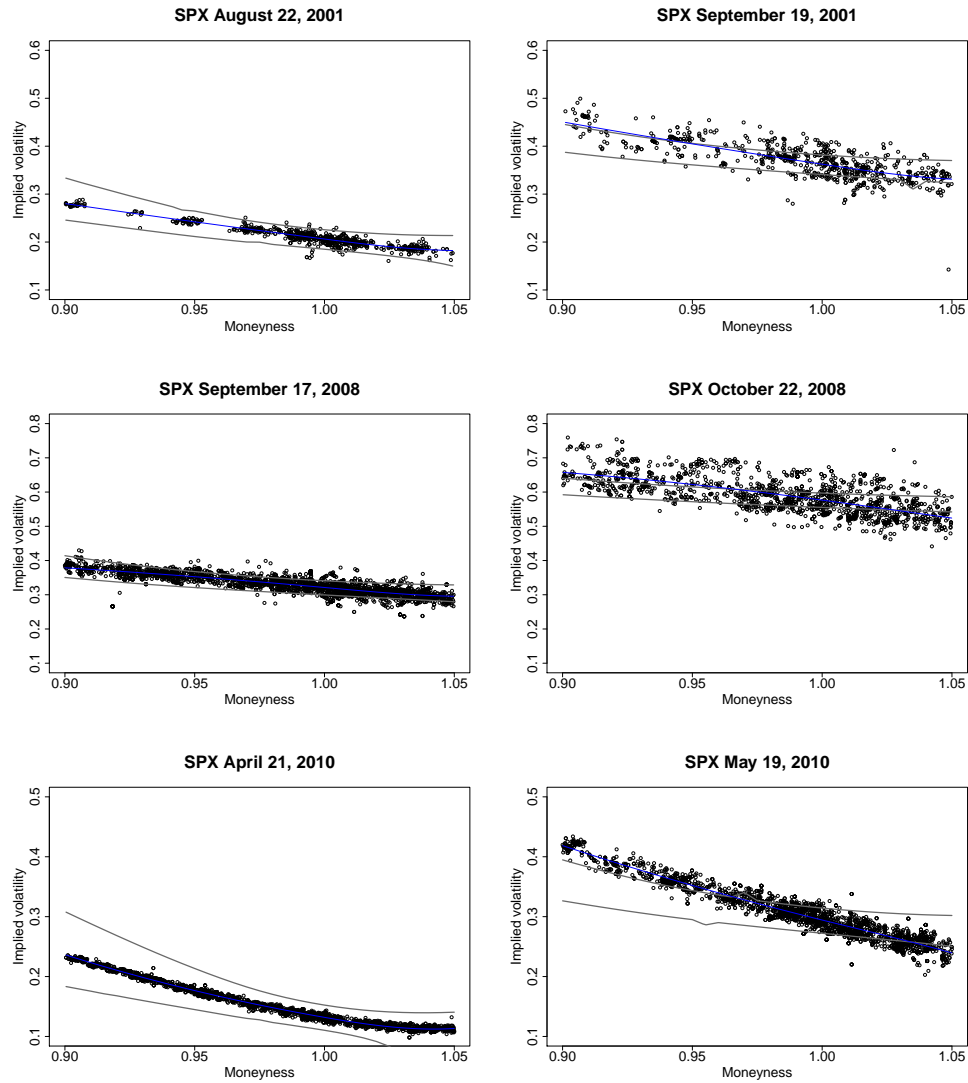 SPX August 22, 2001
Implied volatility
0.1 0.2 0.3 0.4 0.5 0.6
0.90 0.95 1.00 1.05
Moneyness
SPX September 19, 2001
Implied volatility
0.1 0.2 0.3 0.4 0.5 0.6
0.90 0.95 1.00 1.05
Moneyness
SPX September 17, 2008
Implied volatility
0.1 0.2 0.3 0.4 0.5 0.6 0.7 0.8
0.90 0.95 1.00 1.05
Moneyness
SPX October 22, 2008
Implied volatility
0.1 0.2 0.3 0.4 0.5 0.6 0.7 0.8
0.90 0.95 1.00 1.05
Moneyness
SPX April 21, 2010
Implied volatility
0.1 0.2 0.3 0.4 0.5
0.90 0.95 1.00 1.05
Moneyness
SPX May 19, 2010
Implied volatility
0.1 0.2 0.3 0.4 0.5
0.90 0.95 1.00 1.05
Moneyness